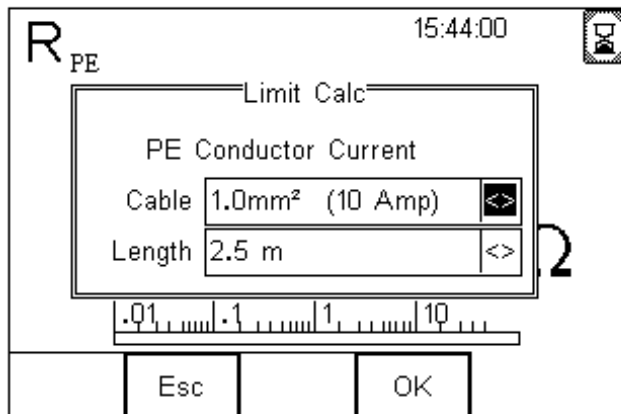 R PE 15:44:00
Limit Calc
PE Conductor Current
Cable 1.0mm² (10 Amp) <>
Length 2.5 m <>
Ω
.01 .1 1 10
Esc OK